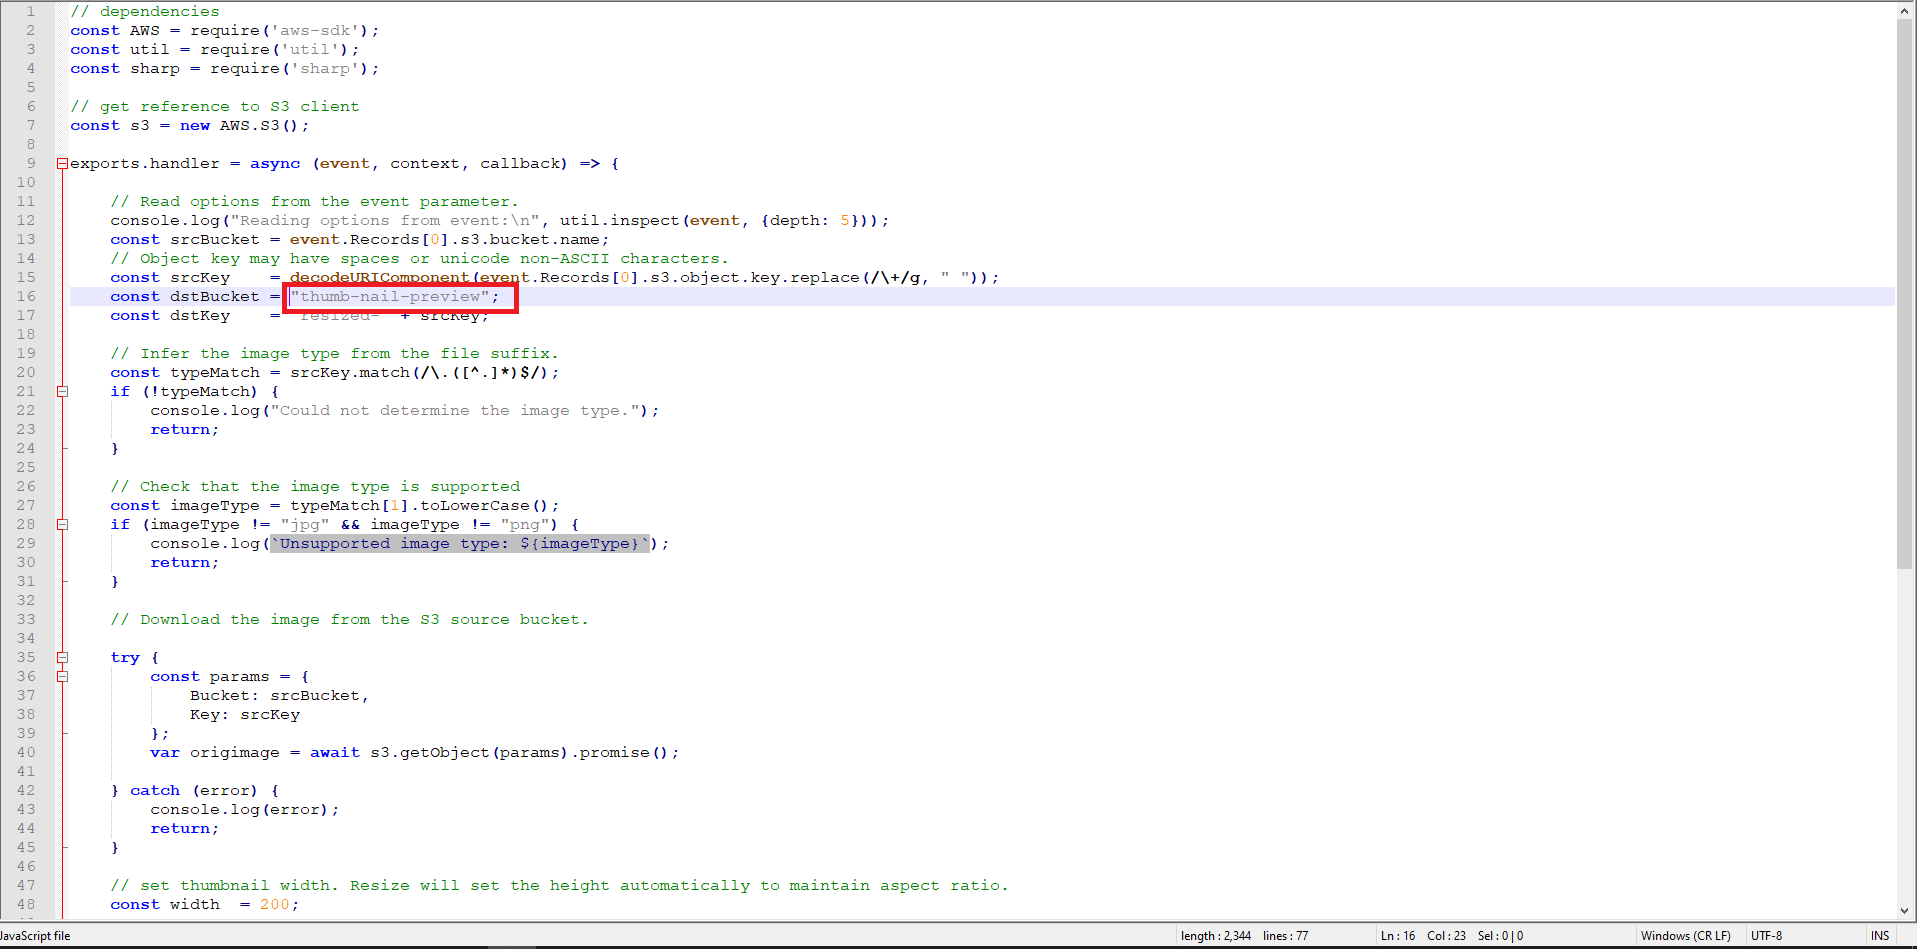 1 // dependencies
2 const AWS = require('aws-sdk');
3 const util = require('util');
4 const sharp = require('sharp');
5
6 // get reference to S3 client
7 const s3 = new AWS.S3();
8
9 exports.handler = async (event, context, callback) => {
10
11 // Read options from the event parameter.
12 console.log("Reading options from event:\n", util.inspect(event, {depth: 5}));
13 const srcBucket = event.Records[0].s3.bucket.name;
14 // Object key may have spaces or unicode non-ASCII characters.
15 const srcKey    = decodeURIComponent(event.Records[0].s3.object.key.replace(/\+/g, " "));
16 const dstBucket = "thumb-nail-preview";
17 const dstKey    = "resized-" + srcKey;
18
19 // Infer the image type from the file suffix.
20 const typeMatch = srcKey.match(/\.([^.]*)$/);
21 if (!typeMatch) {
22 console.log("Could not determine the image type.");
23 return;
24 }
25
26 // Check that the image type is supported
27 const imageType = typeMatch[1].toLowerCase();
28 if (imageType != "jpg" && imageType != "png") {
29 console.log(`Unsupported image type: ${imageType}`);
30 return;
31 }
32
33 // Download the image from the S3 source bucket.
34
35 try {
36 const params = {
37 Bucket: srcBucket,
38 Key: srcKey
39 };
40 var origimage = await s3.getObject(params).promise();
41
42 } catch (error) {
43 console.log(error);
44 return;
45 }
46
47 // set thumbnail width. Resize will set the height automatically to maintain aspect ratio.
48 const width  = 200;
JavaScript file length : 2,344 lines : 77 Ln : 16 Col : 23 Sel : 0 | 0 Windows (CR LF) UTF-8 INS